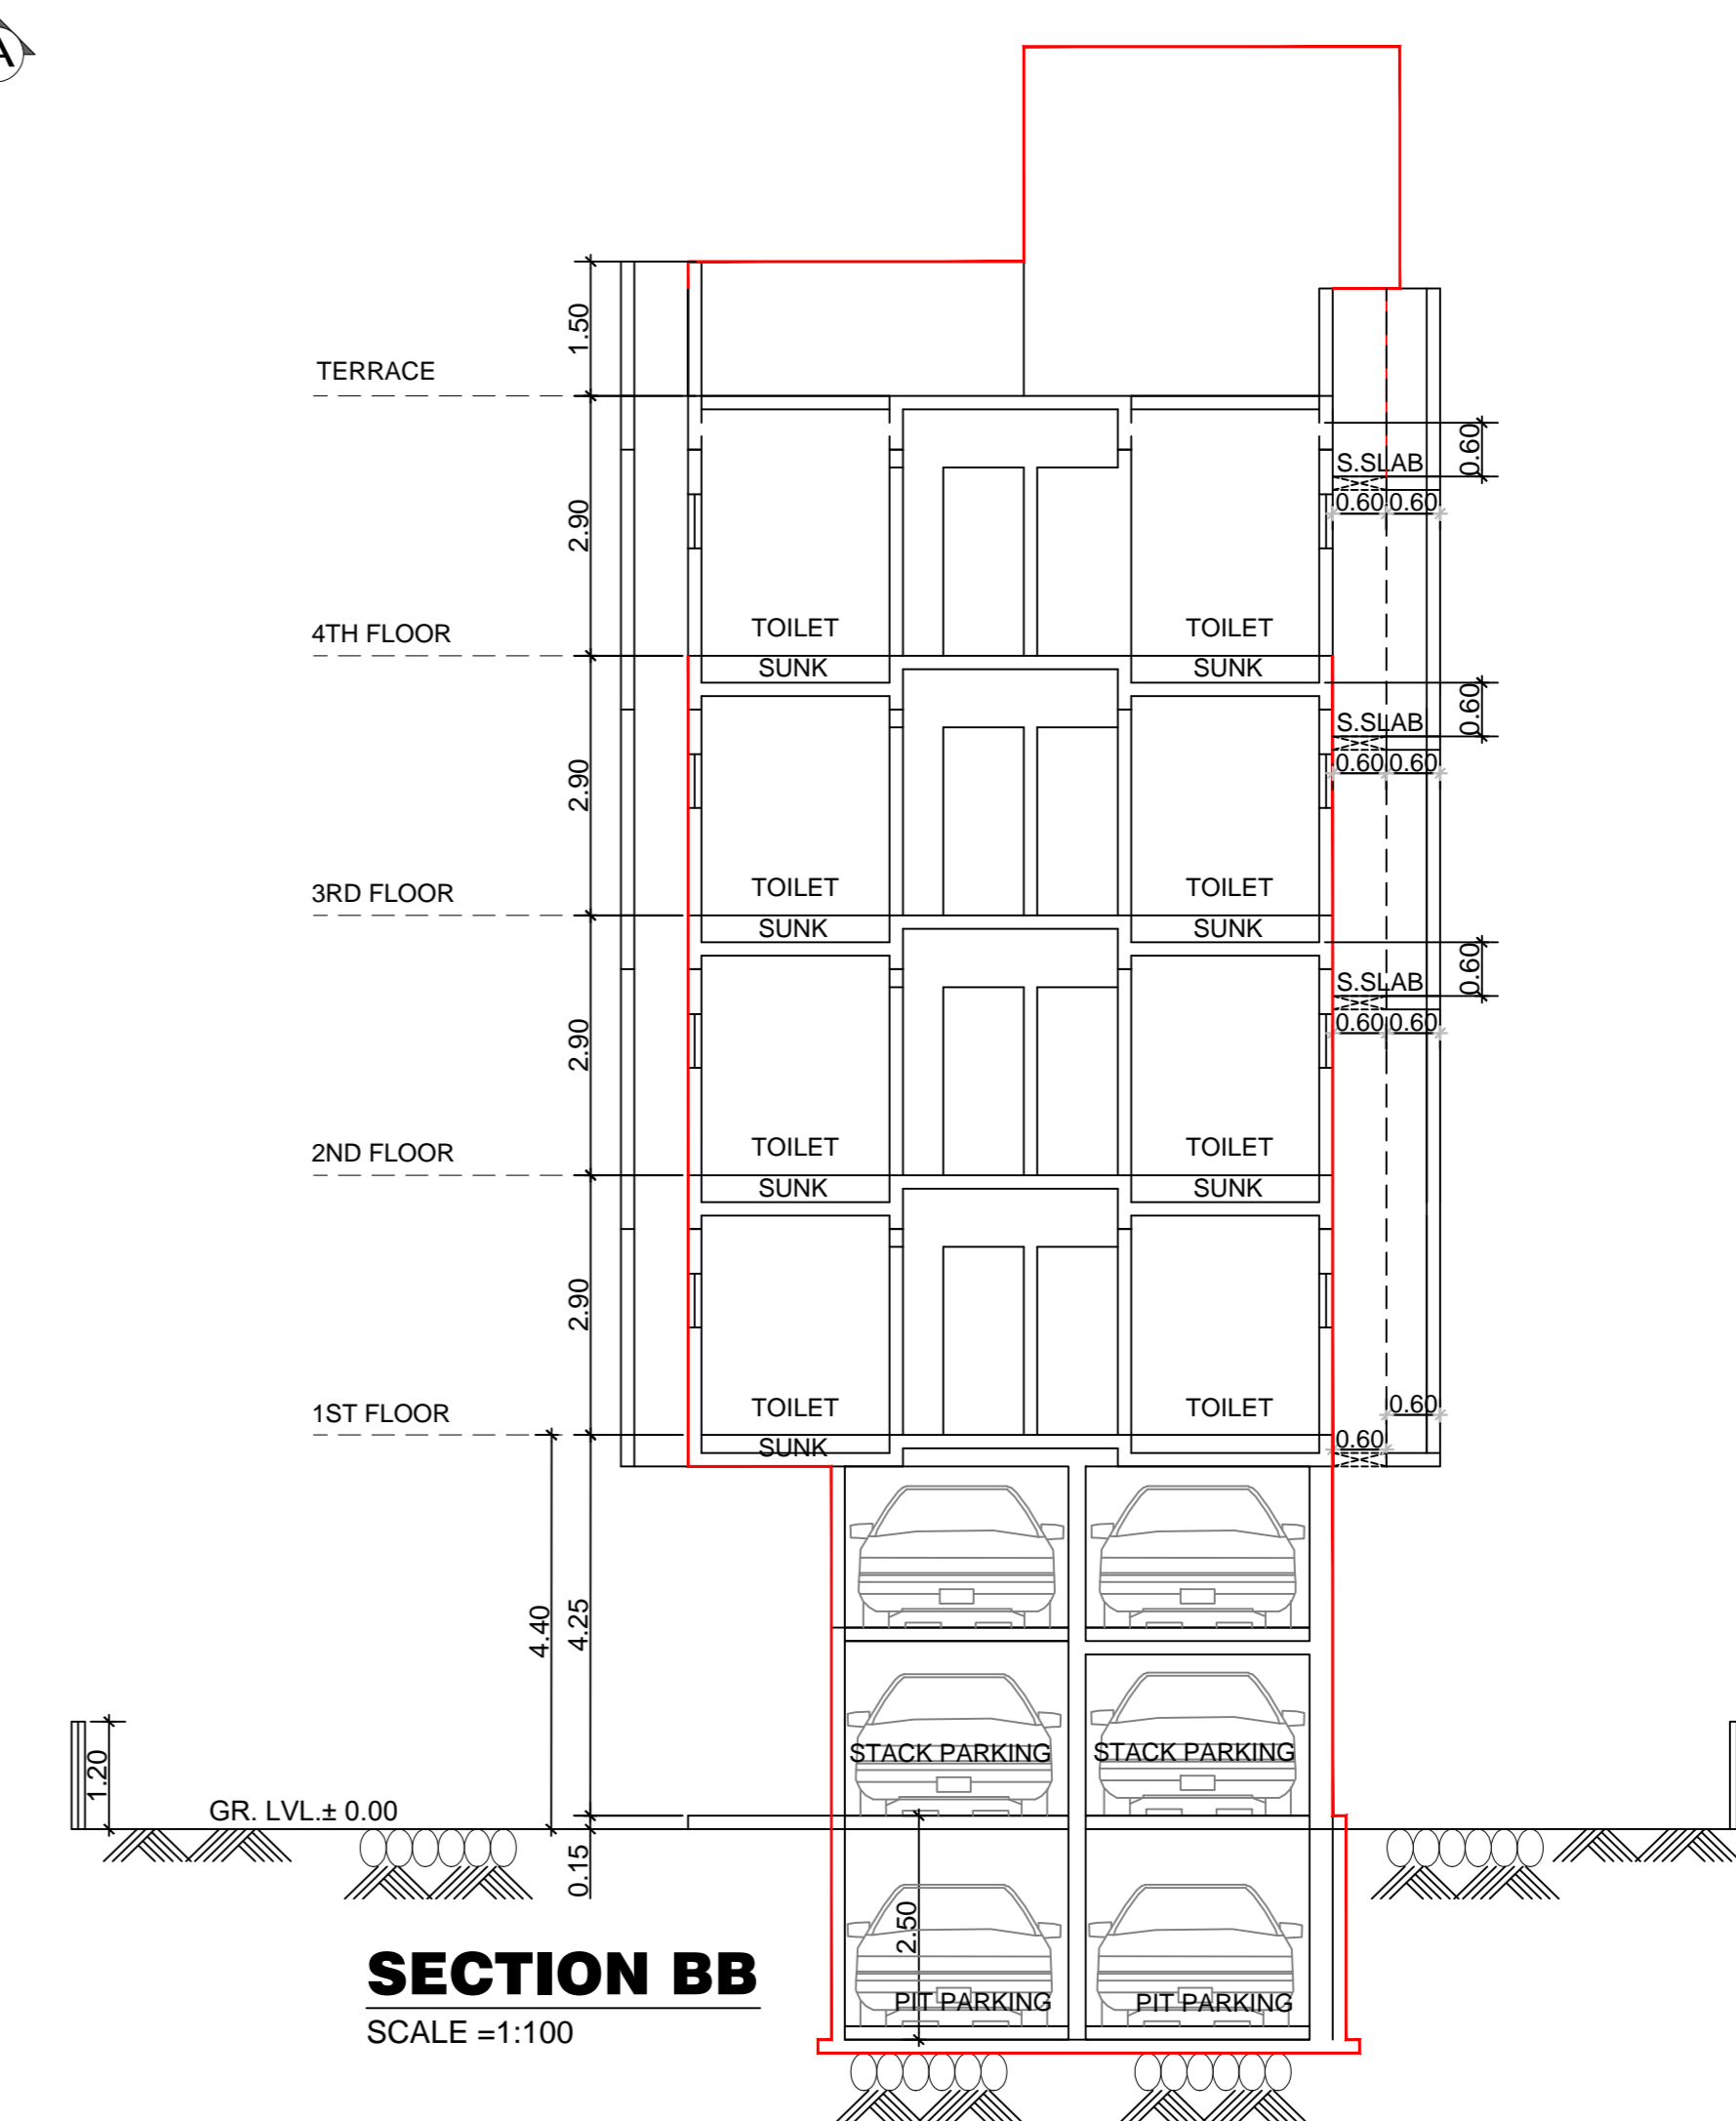 A
1.50
TERRACE
0.60
S.SLAB
0.60 0.60
2.90
TOILET TOILET
4TH FLOOR
SUNK SUNK
0.60
S.SLAB
0.60 0.60
2.90
TOILET TOILET
3RD FLOOR
SUNK SUNK
0.60
S.SLAB
0.60 0.60
2.90
TOILET TOILET
2ND FLOOR
SUNK SUNK
2.90
TOILET TOILET
0.60
1ST FLOOR
0.60
SUNK
4.40
4.25
STACK PARKING STACK PARKING
1.20
GR. LVL.± 0.00
0.15
2.50
PIT PARKING PIT PARKING
SECTION BB
SCALE =1:100